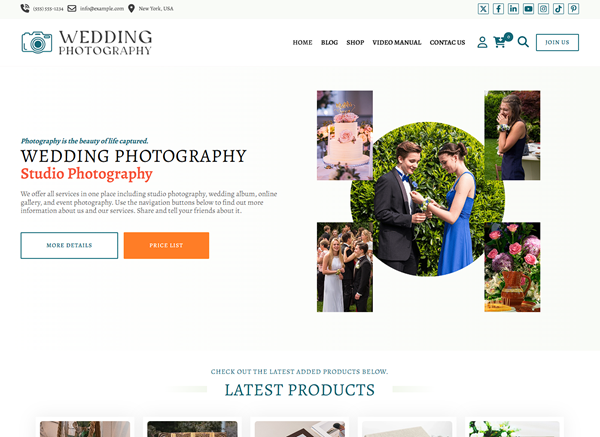 (555) 555-1234 info@example.com New York, USA
WEDDING
PHOTOGRAPHY
HOME BLOG SHOP VIDEO MANUAL CONTAC US 0 JOIN US
Photography is the beauty of life captured.
WEDDING PHOTOGRAPHY
Studio Photography
We offer all services in one place including studio photography, wedding album, online
gallery, and event photography. Use the navigation buttons below to find out more
information about us and our services. Share and tell your friends about it.
MORE DETAILS PRICE LIST
CHECK OUT THE LATEST ADDED PRODUCTS BELOW.
LATEST PRODUCTS